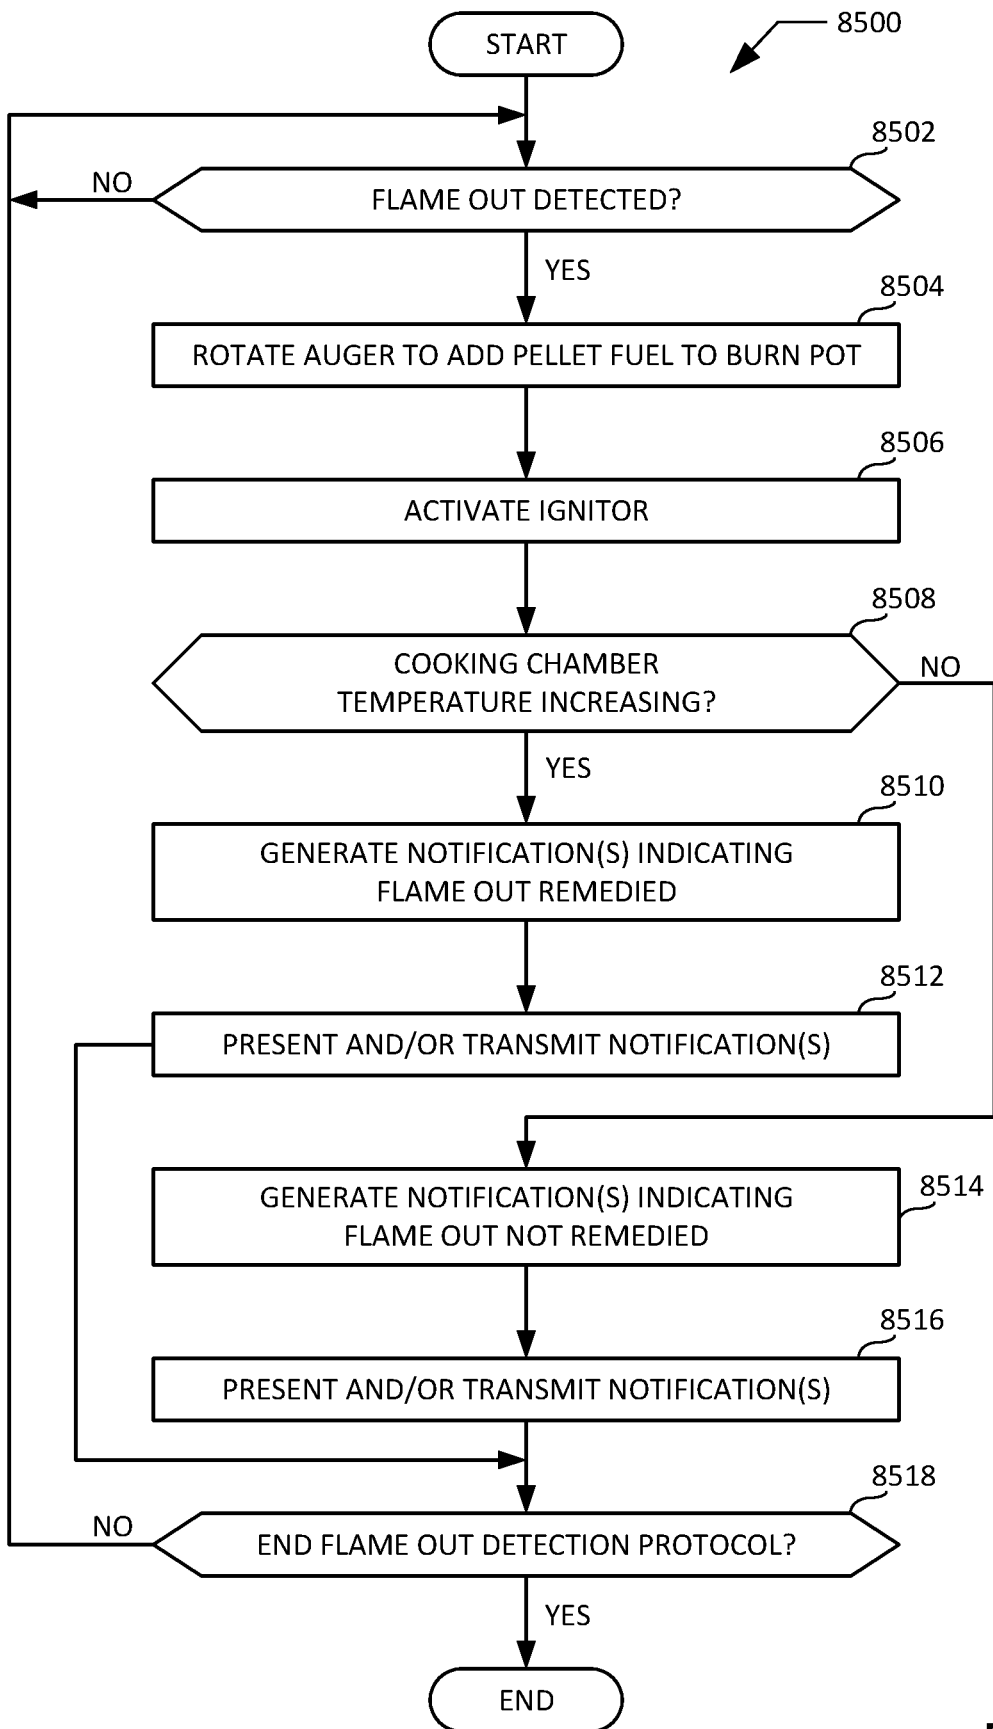 START
8500
8502
NO
FLAME OUT DETECTED?
YES
8504
ROTATE AUGER TO ADD PELLET FUEL TO BURN POT
8506
ACTIVATE IGNITOR
8508
COOKING CHAMBER
TEMPERATURE INCREASING?
NO
YES
8510
GENERATE NOTIFICATION(S) INDICATING
FLAME OUT REMEDIED
8512
PRESENT AND/OR TRANSMIT NOTIFICATION(S)
8514
GENERATE NOTIFICATION(S) INDICATING
FLAME OUT NOT REMEDIED
8516
PRESENT AND/OR TRANSMIT NOTIFICATION(S)
8518
NO
END FLAME OUT DETECTION PROTOCOL?
YES
END